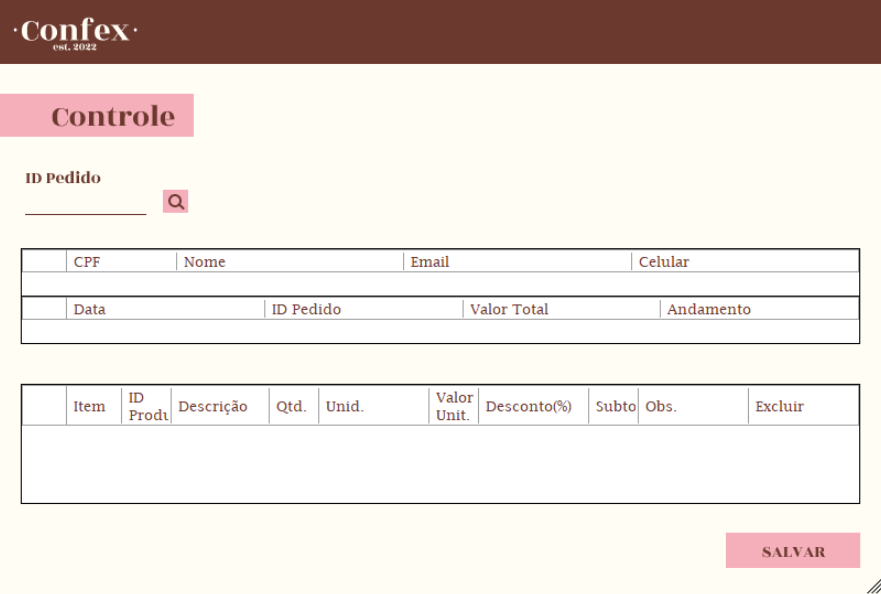 ·Confex·
est. 2022
Controle
ID Pedido
CPF Nome Email Celular
Data ID Pedido Valor Total Andamento
Item ID Produ Descrição Qtd. Unid. Valor Unit. Desconto(%) Subto Obs. Excluir
SALVAR